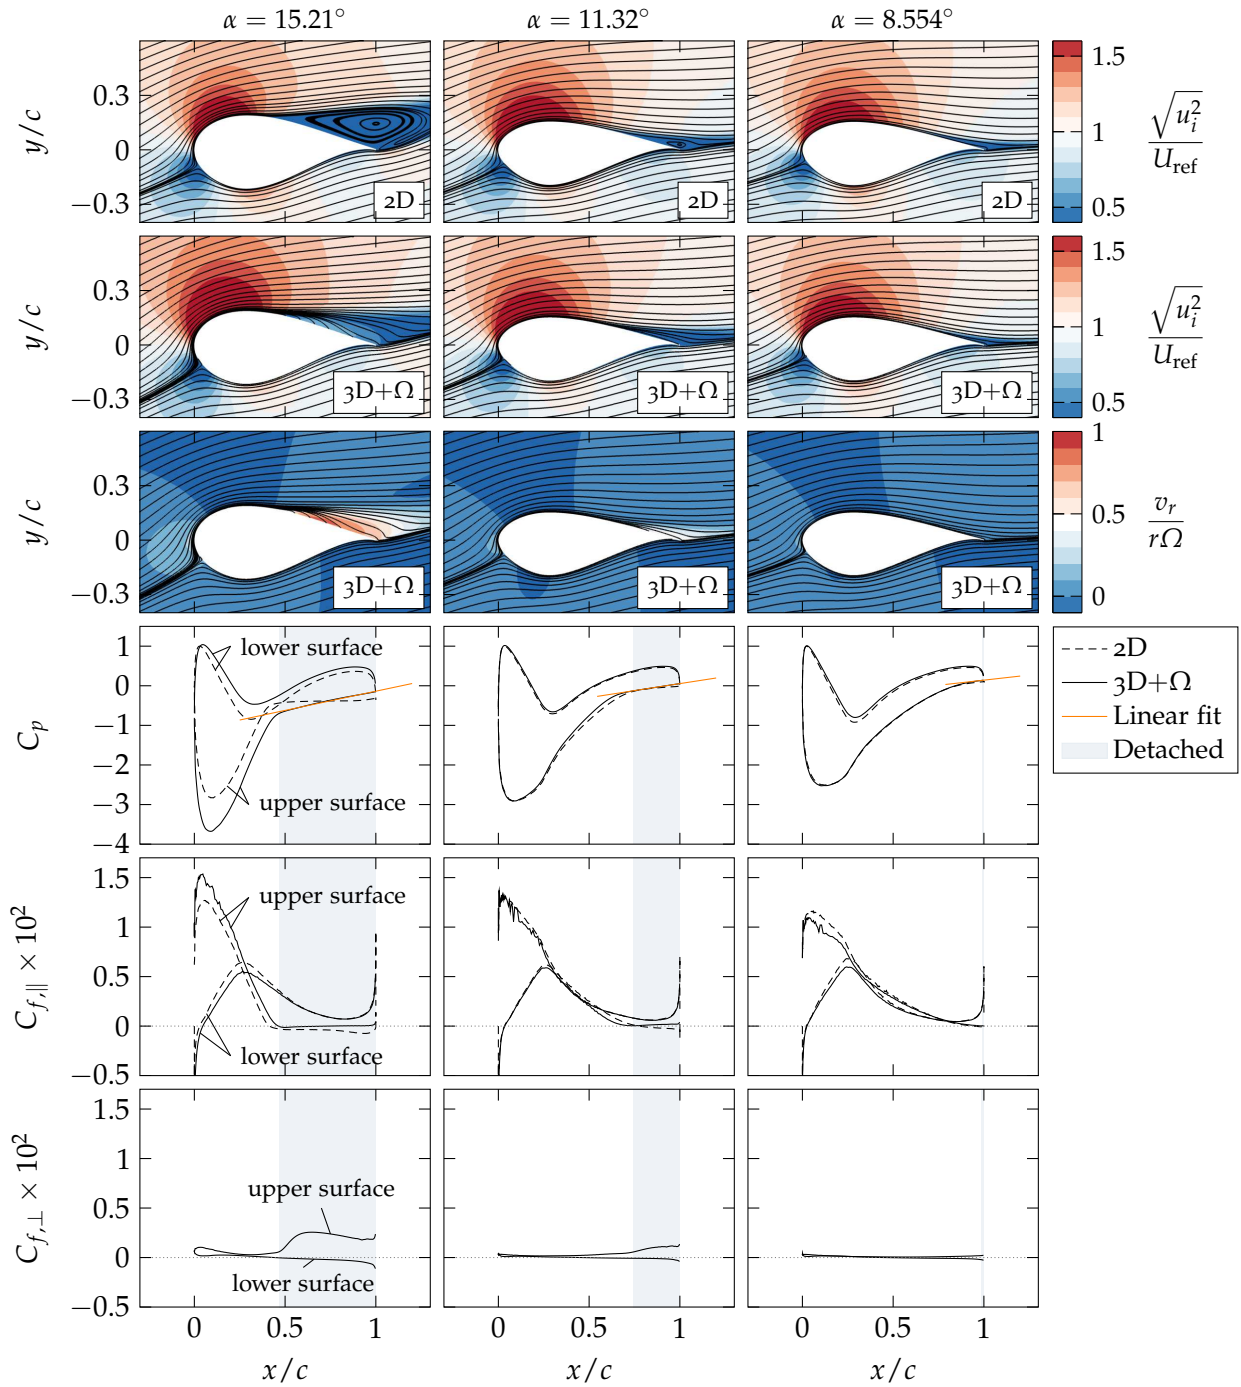 α = 15.21°
α = 11.32°
α = 8.554°
y/c
0.3
0
−0.3
2D
2D
2D
1.5
1
0.5
√u_i^2 / U_ref
y/c
0.3
0
−0.3
3D+Ω
3D+Ω
3D+Ω
1.5
1
0.5
√u_i^2 / U_ref
y/c
0.3
0
−0.3
3D+Ω
3D+Ω
3D+Ω
1
0.5
0
v_r / rΩ
C_p
1
0
−1
−2
−3
−4
lower surface
upper surface
2D
3D+Ω
Linear fit
Detached
C_{f,∥} × 10^2
1.5
1
0.5
0
−0.5
upper surface
lower surface
C_{f,⊥} × 10^2
1.5
1
0.5
0
−0.5
upper surface
lower surface
0 0.5 1
0 0.5 1
0 0.5 1
x/c
x/c
x/c